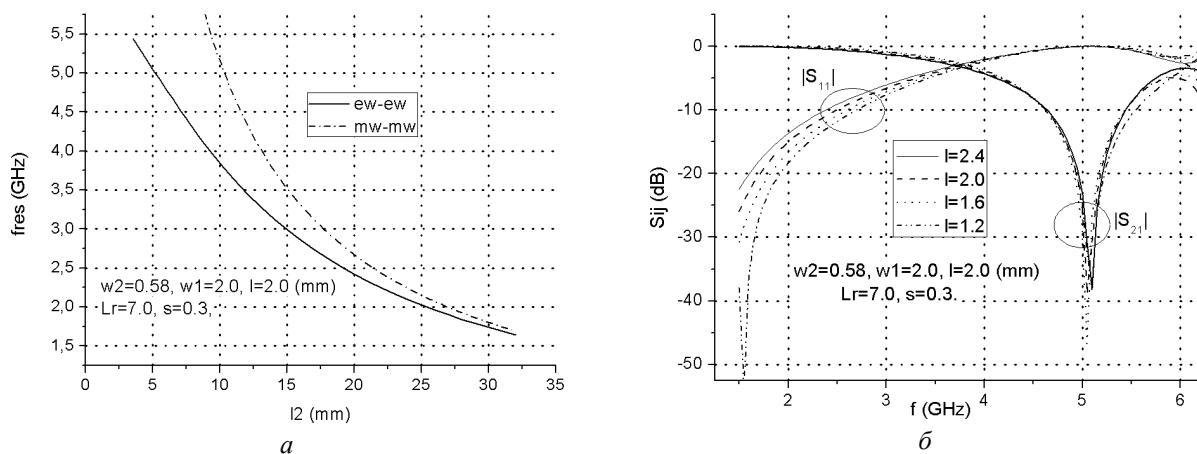 5,5
5,0
4,5
4,0
3,5
3,0
2,5
2,0
1,5
fres (GHz)
ew-ew
mw-mw
w2=0.58, w1=2.0, l=2.0 (mm)
Lr=7.0, s=0.3,
0 5 10 15 20 25 30 35
l2 (mm)
а
0
-10
-20
-30
-40
-50
Sij (dB)
|S11|
l=2.4
l=2.0
l=1.6
l=1.2
|S21|
w2=0.58, w1=2.0, l=2.0 (mm)
Lr=7.0, s=0.3.
2 3 4 5 6
f (GHz)
б